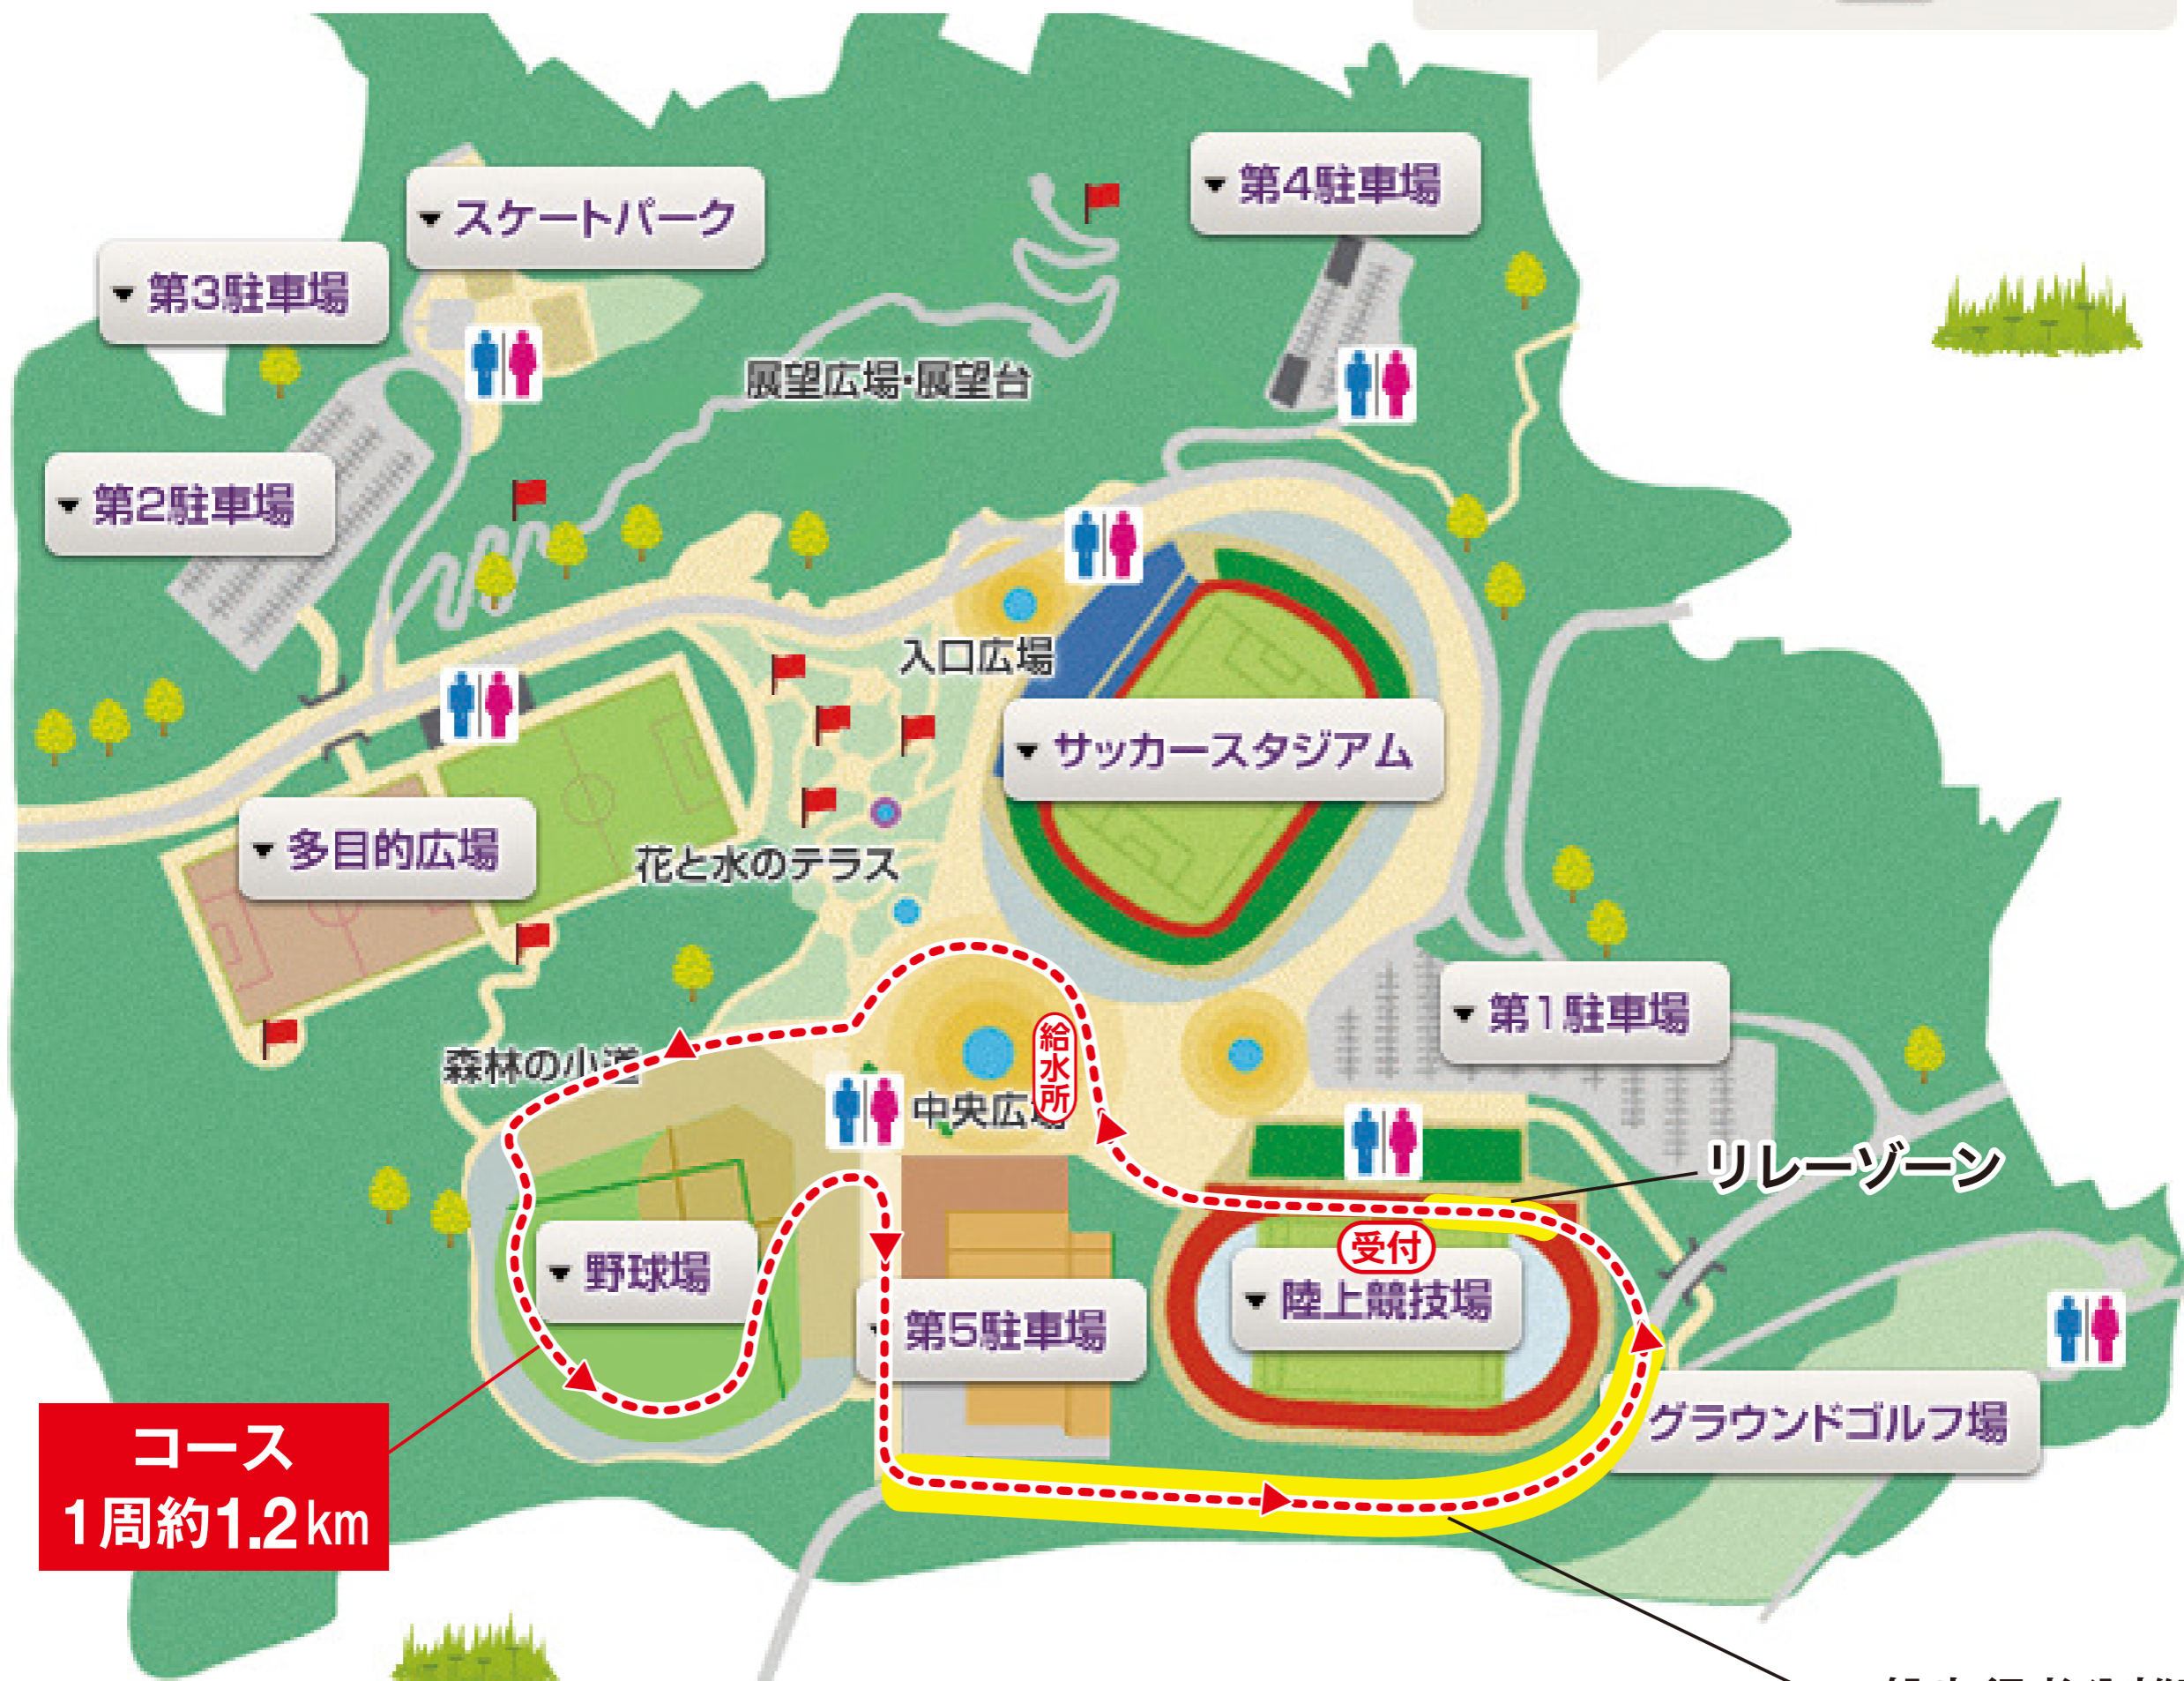 第4駐車場
スケートパーク
第3駐車場
展望広場・展望台
第2駐車場
入口広場
サッカースタジアム
多目的広場
花と水のテラス
第1駐車場
給水所
森林の小道
中央広場
リレーゾーン
受付
野球場
陸上競技場
第5駐車場
グラウンドゴルフ場
コース
1周約1.2km